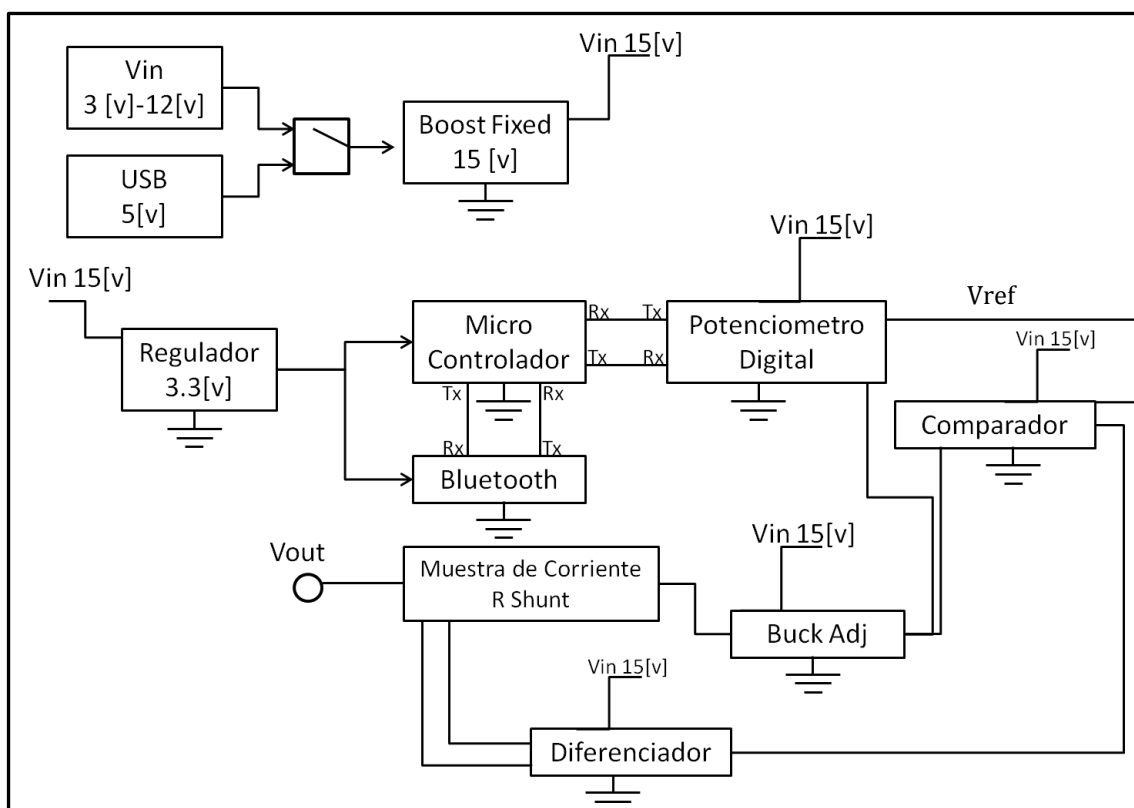 Vin
3 [v]-12[v]
USB
5[v]
Boost Fixed
15 [v]
Vin 15[v]
Vin 15[v]
Regulador
3.3[v]
Micro
Controlador
Rx
Tx
Tx
Rx
Potenciometro
Digital
Vin 15[v]
Vref
Vin 15[v]
Comparador
Tx
Rx
Rx
Tx
Bluetooth
Vout
Muestra de Corriente
R Shunt
Vin 15[v]
Buck Adj
Vin 15[v]
Diferenciador